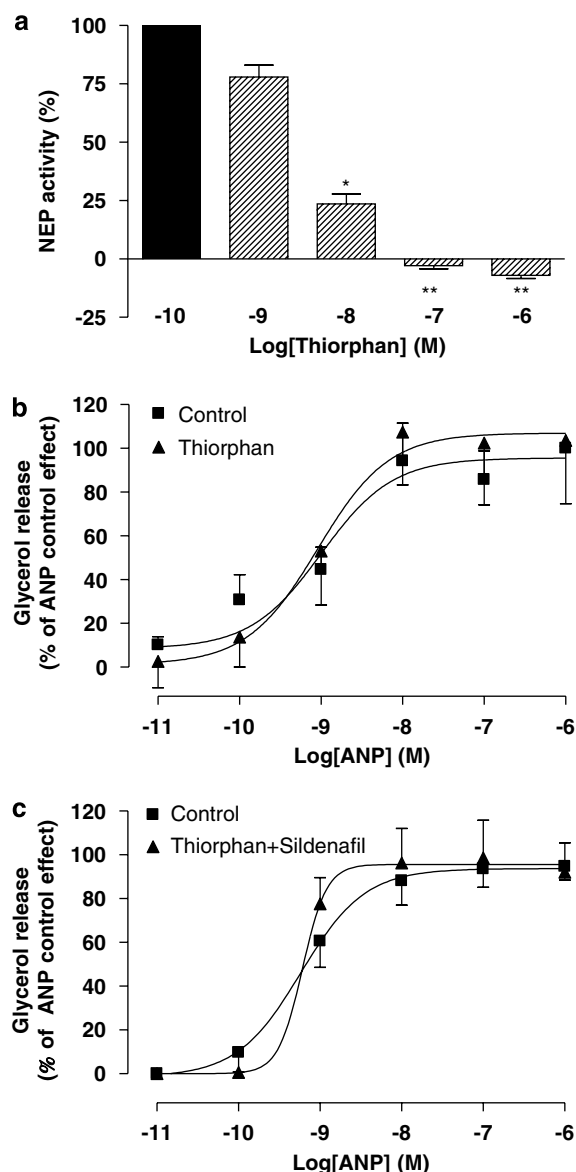 a
100
75
50
25
0
-25
NEP activity (%)
*
**
**
-10 -9 -8 -7 -6
Log[Thiorphan] (M)
b
120
100
80
60
40
20
0
Glycerol release
(% of ANP control effect)
Control
Thiorphan
-11 -10 -9 -8 -7 -6
Log[ANP] (M)
c
120
100
80
60
40
20
0
Glycerol release
(% of ANP control effect)
Control
Thiorphan+Sildenafil
-11 -10 -9 -8 -7 -6
Log[ANP] (M)